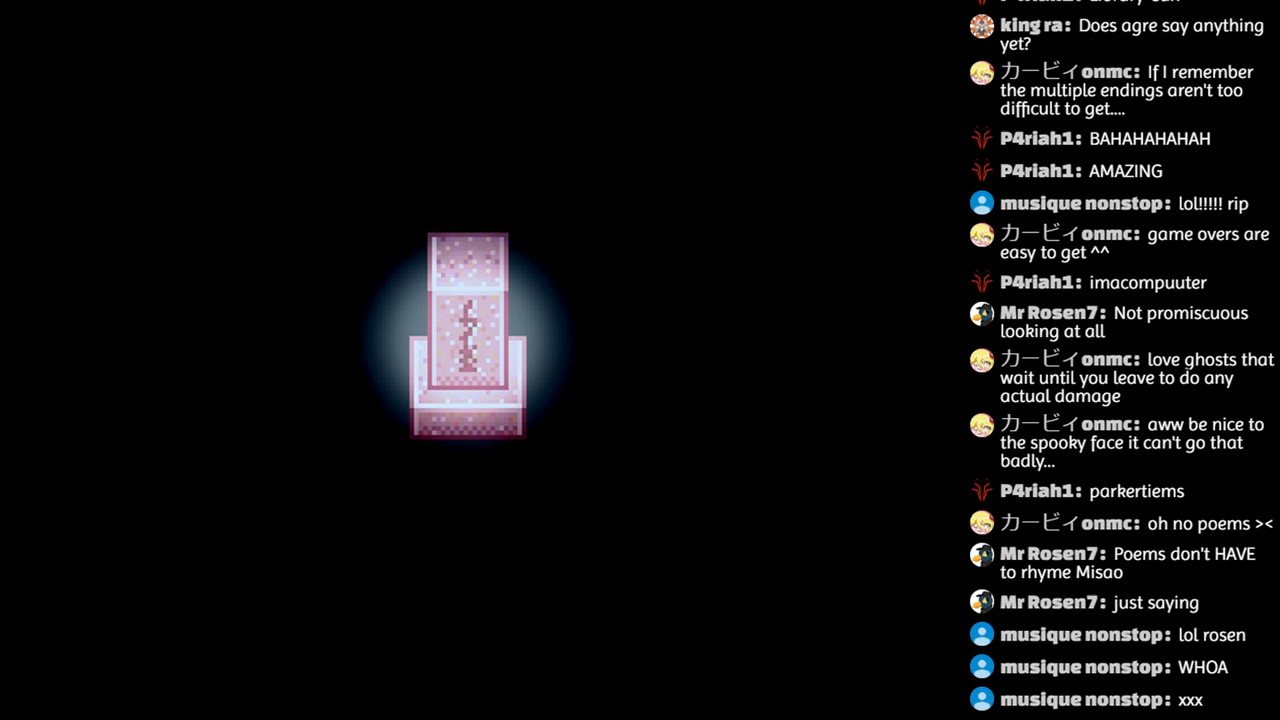 king ra: Does agre say anything
yet?
カービィonmc: If I remember
the multiple endings aren't too
difficult to get....
P4riah1: BAHAHAHAHAH
P4riah1: AMAZING
musique nonstop: lol!!!!! rip
カービィonmc: game overs are
easy to get ^^
P4riah1: imacompuuter
Mr Rosen7: Not promiscuous
looking at all
カービィonmc: love ghosts that
wait until you leave to do any
actual damage
カービィonmc: aww be nice to
the spooky face it can't go that
badly...
P4riah1: parkertiems
カービィonmc: oh no poems ><
Mr Rosen7: Poems don't HAVE
to rhyme Misao
Mr Rosen7: just saying
musique nonstop: lol rosen
musique nonstop: WHOA
musique nonstop: xxx